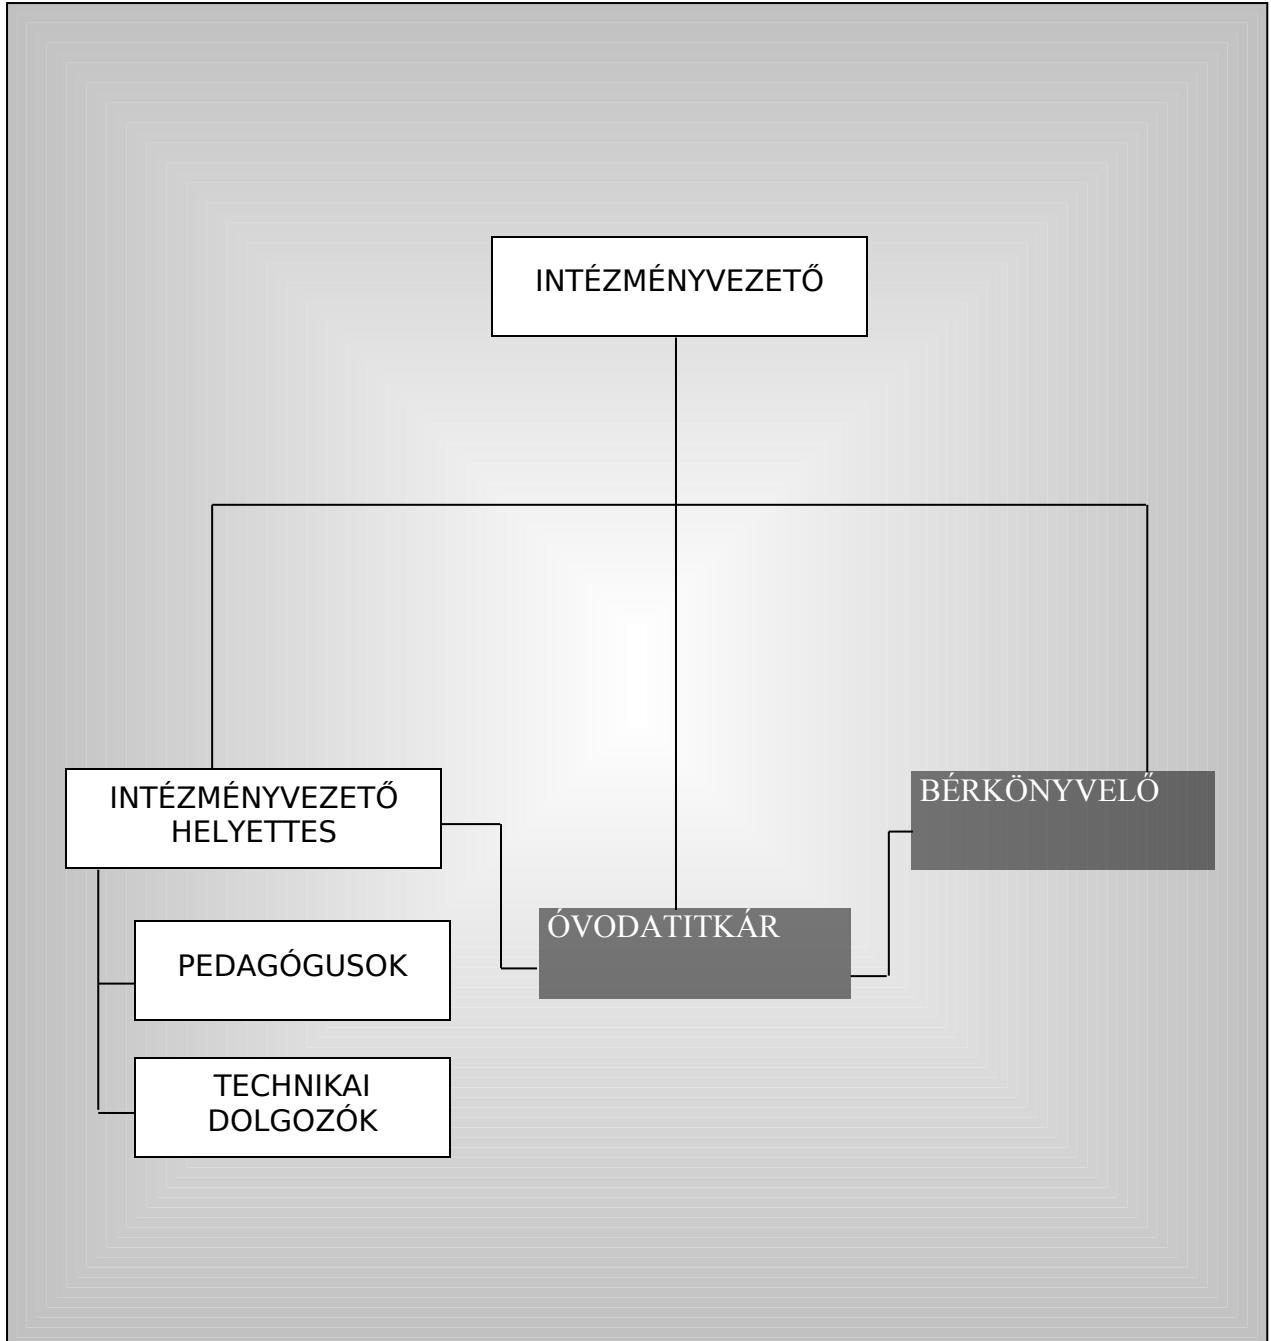 INTÉZMÉNYVEZETŐ
INTÉZMÉNYVEZETŐ
HELYETTES
BÉRKÖNYVELŐ
ÓVODATITKÁR
PEDAGÓGUSOK
TECHNIKAI
DOLGOZÓK